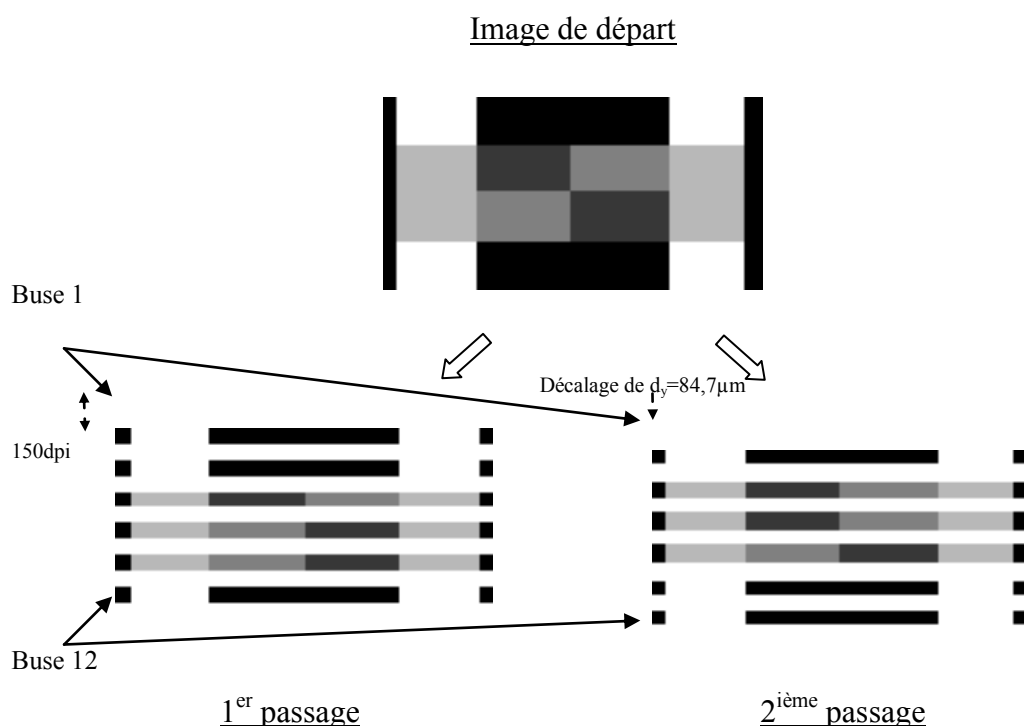 Image de départ
Buse 1
Décalage de dy=84,7µm
150dpi
Buse 12
1er passage
2ième passage